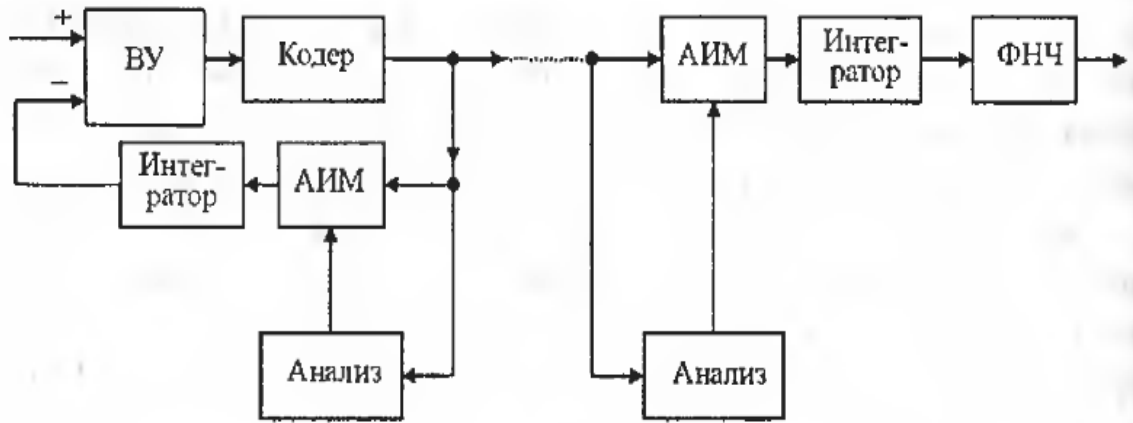 +
ВУ
Кодер
АИМ
Интег-
ратор
ФНЧ
–
Интег-
ратор
АИМ
Анализ
Анализ